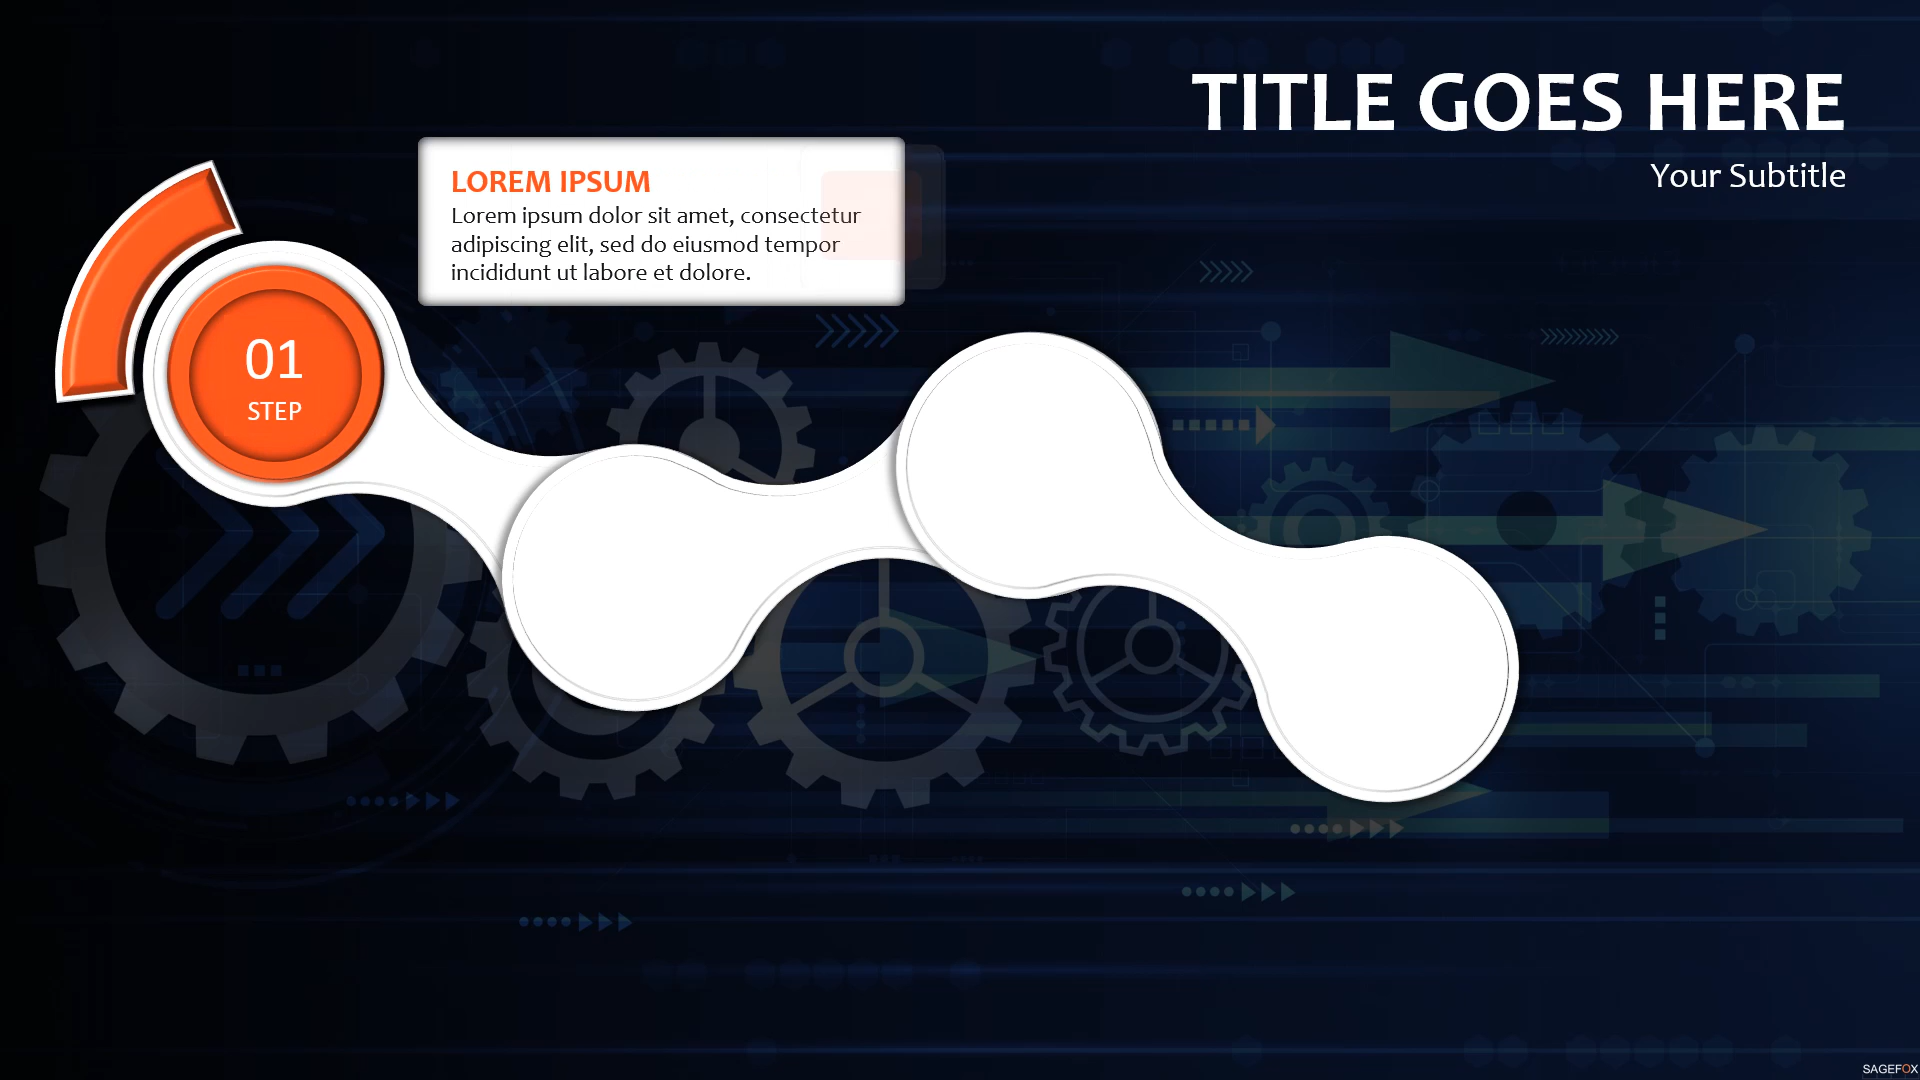 TITLE GOES HERE
Your Subtitle
LOREM IPSUM
Lorem ipsum dolor sit amet, consectetur
adipiscing elit, sed do eiusmod tempor
incididunt ut labore et dolore.
01
STEP
SAGEFOX